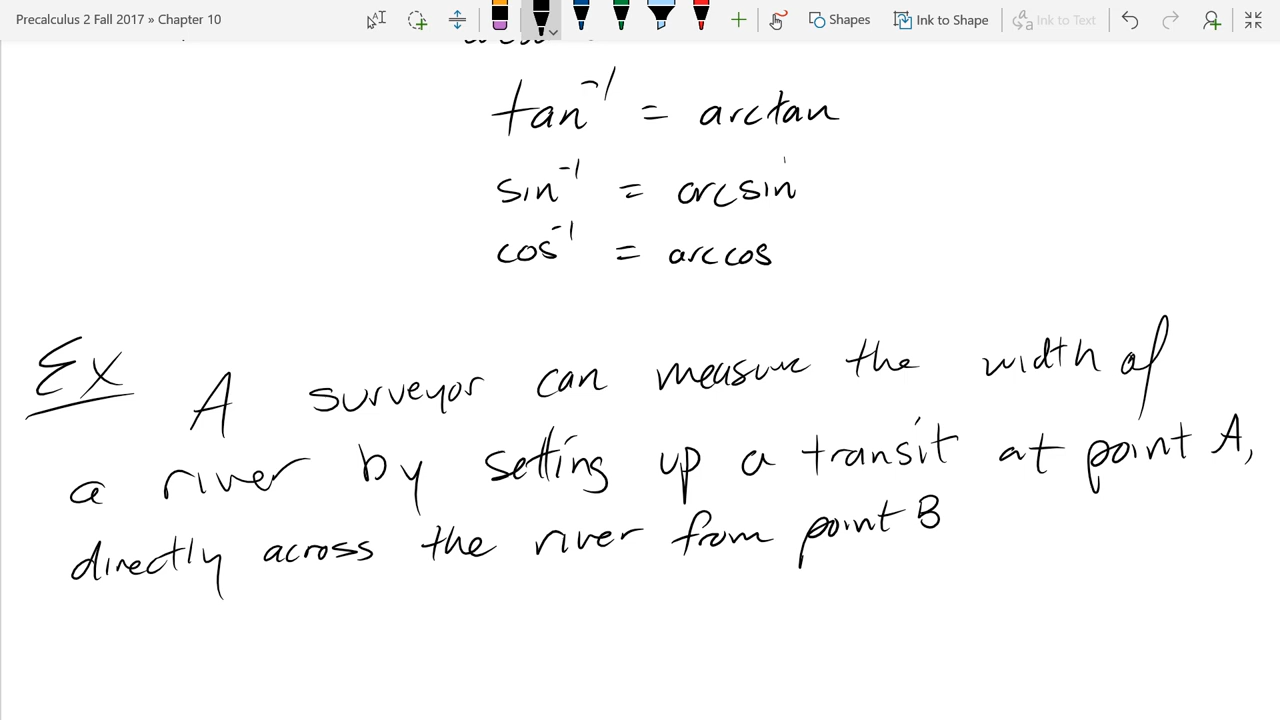 Precalculus 2 Fall 2017 » Chapter 10
Shapes Ink to Shape Ink to Text
tan⁻¹ = arctan
sin⁻¹ = arcsin
cos⁻¹ = arccos
Ex A surveyor can measure the width of
a river by setting up a transit at point A,
directly across the river from point B